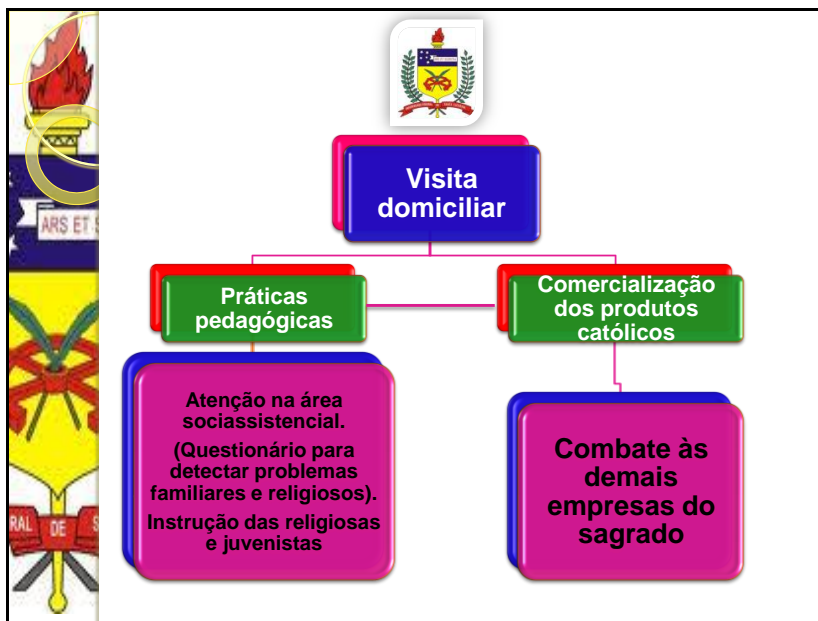 ARS ET S
RAL DE S
Visita
domiciliar
Práticas
pedagógicas
Comercialização
dos produtos
católicos
Atenção na área
sociassistencial.
(Questionário para
detectar problemas
familiares e religiosos).
Instrução das religiosas
e juvenistas
Combate às
demais
empresas do
sagrado